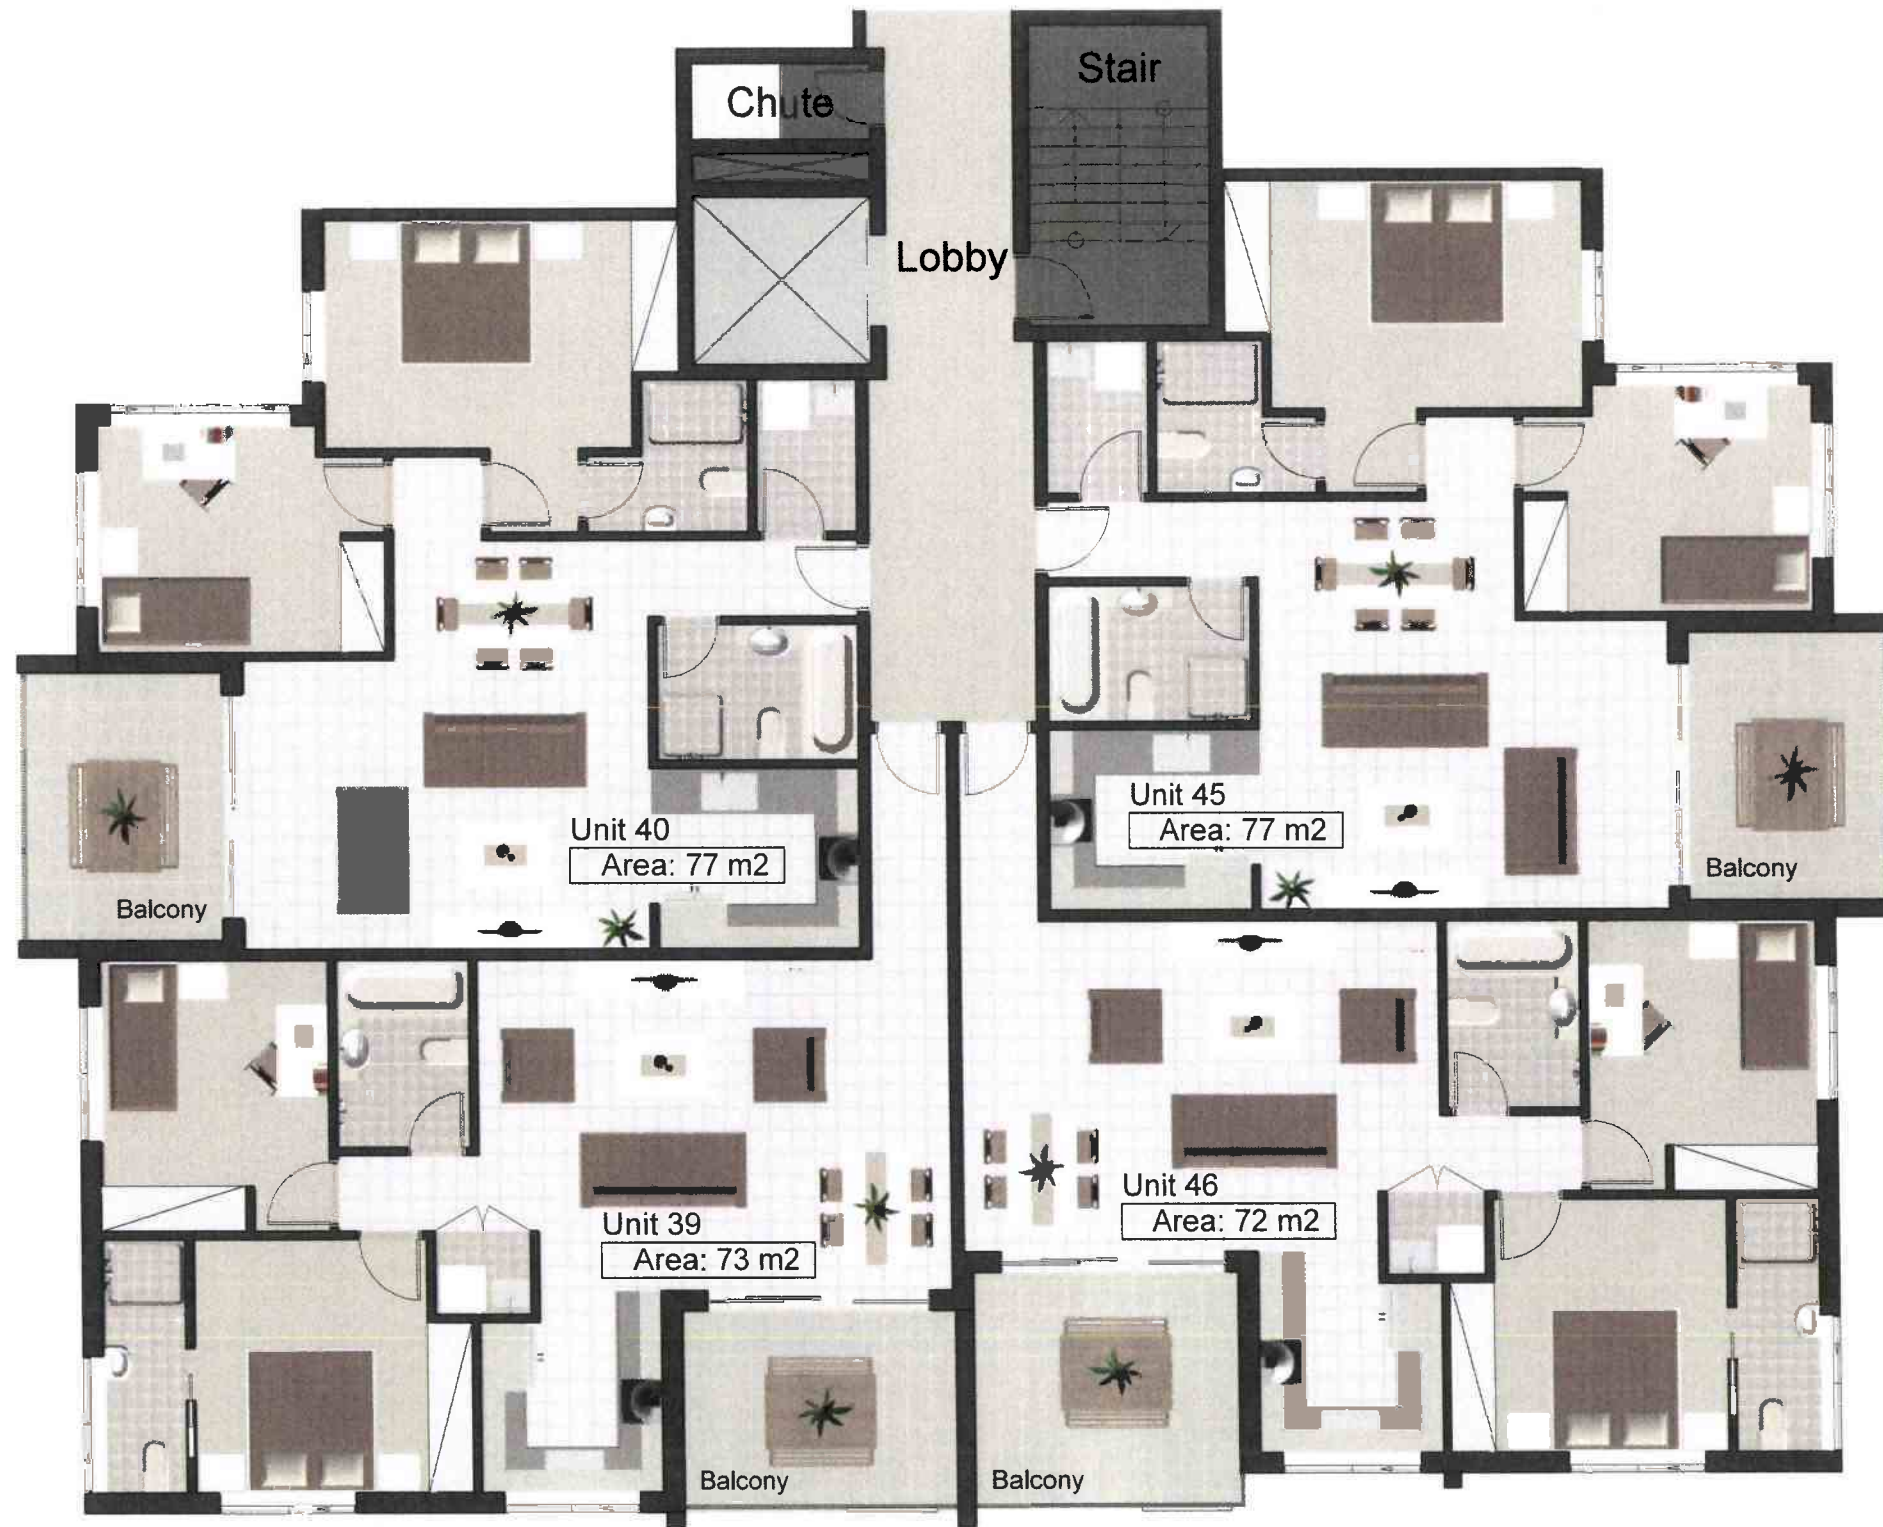 Stair
Chute
Lobby
Unit 45
Area: 77 m2
Unit 40
Area: 77 m2
Balcony
Balcony
Unit 46
Area: 72 m2
Unit 39
Area: 73 m2
Balcony
Balcony